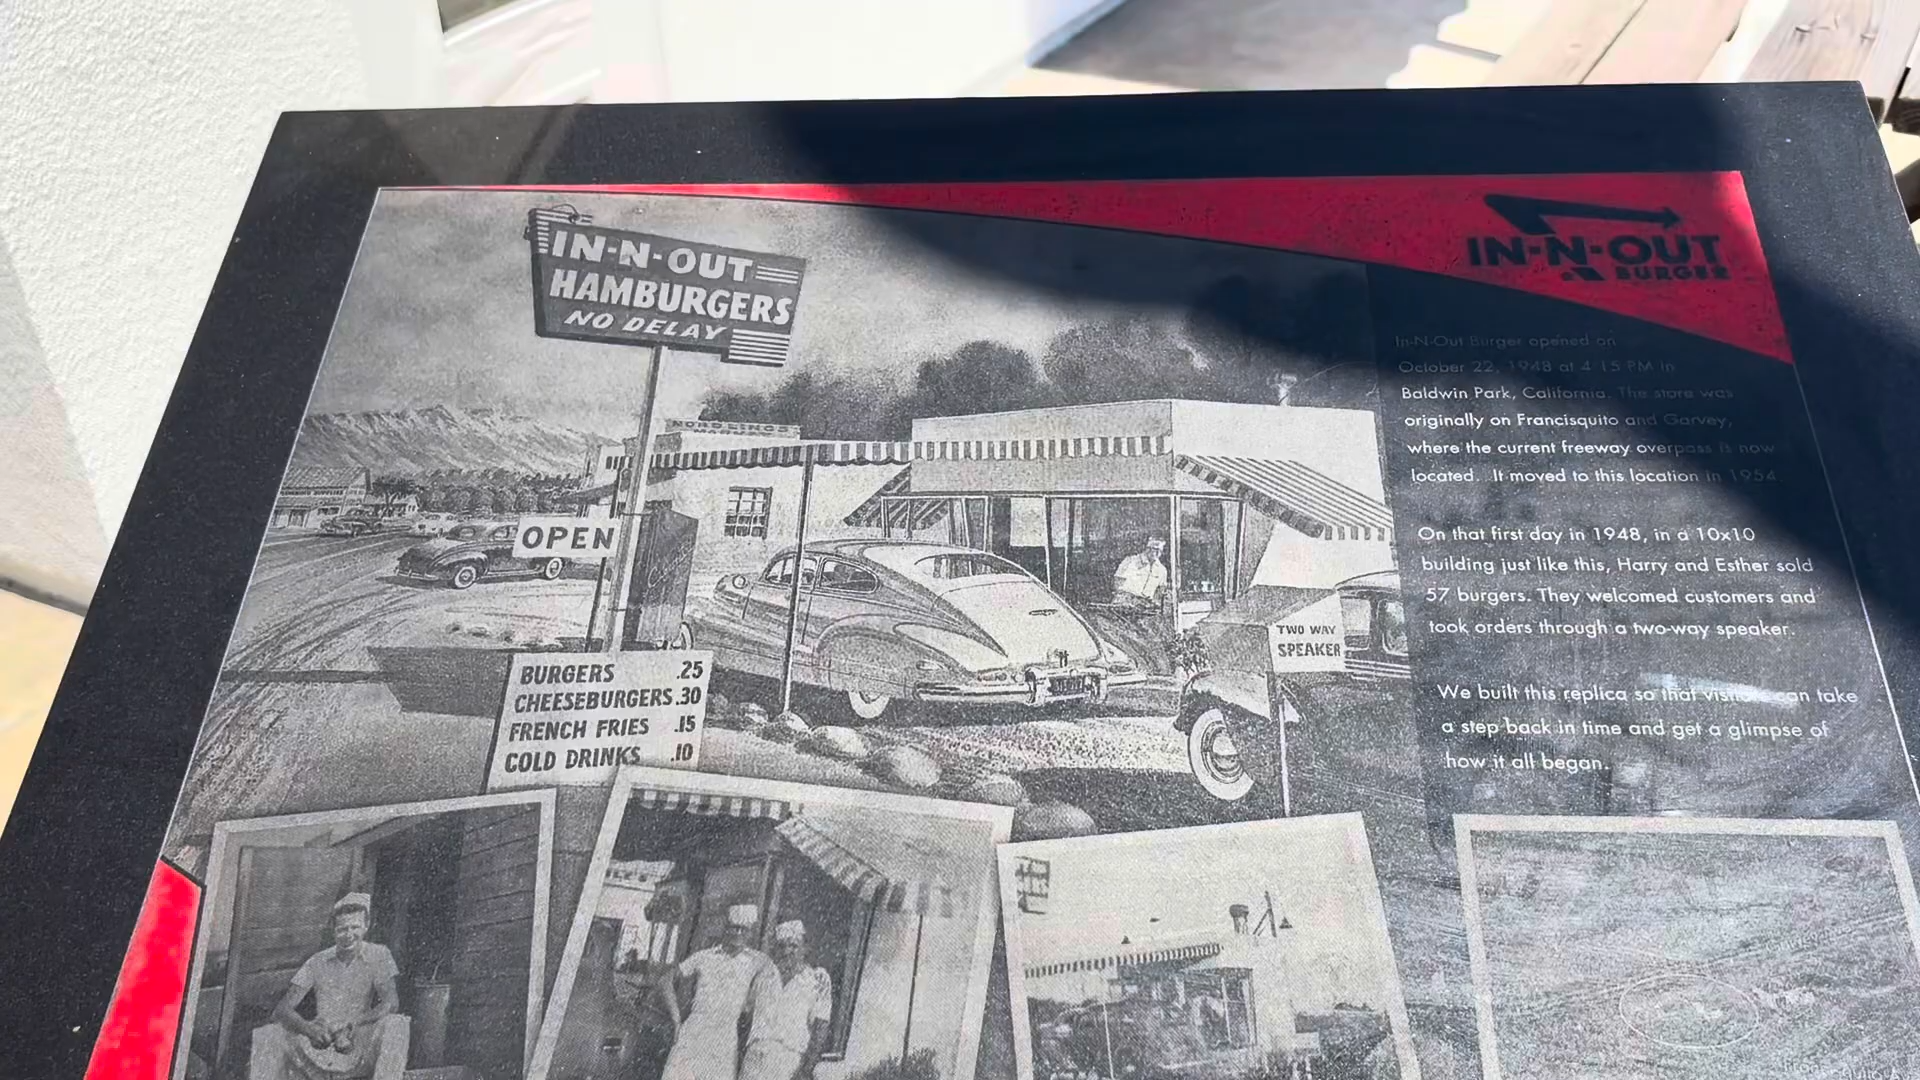 IN-N-OUT
HAMBURGERS
NO DELAY
IN-N-OUT
BURGER
NORDLINGS
MARKET
OPEN
BURGERS .25
CHEESEBURGERS .30
FRENCH FRIES .15
COLD DRINKS .10
TWO WAY
SPEAKER
In-N-Out Burger opened on
October 22, 1948 at 4:15 PM in
Baldwin Park, California. The store was
originally on Francisquito and Garvey,
where the current freeway overpass is now
located. It moved to this location in 1954.
On that first day in 1948, in a 10x10
building just like this, Harry and Esther sold
57 burgers. They welcomed customers and
took orders through a two-way speaker.
We built this replica so that visitors can take
a step back in time and get a glimpse of
how it all began.